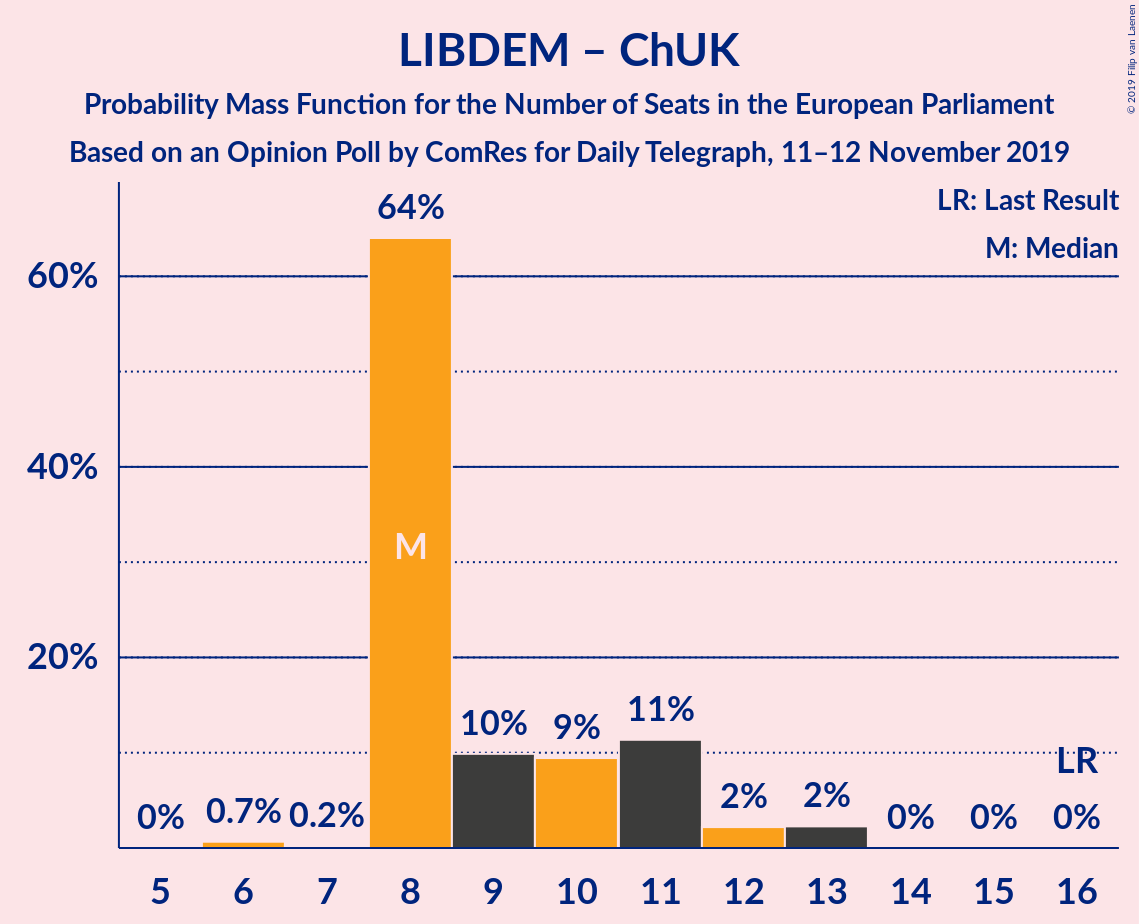 LIBDEM – ChUK
Probability Mass Function for the Number of Seats in the European Parliament
Based on an Opinion Poll by ComRes for Daily Telegraph, 11–12 November 2019
© 2019 Filip van Laenen
LR: Last Result
M: Median
60%
40%
20%
64%
M
0%
0.7%
0.2%
10%
9%
11%
2%
2%
0%
0%
LR
0%
5 6 7 8 9 10 11 12 13 14 15 16